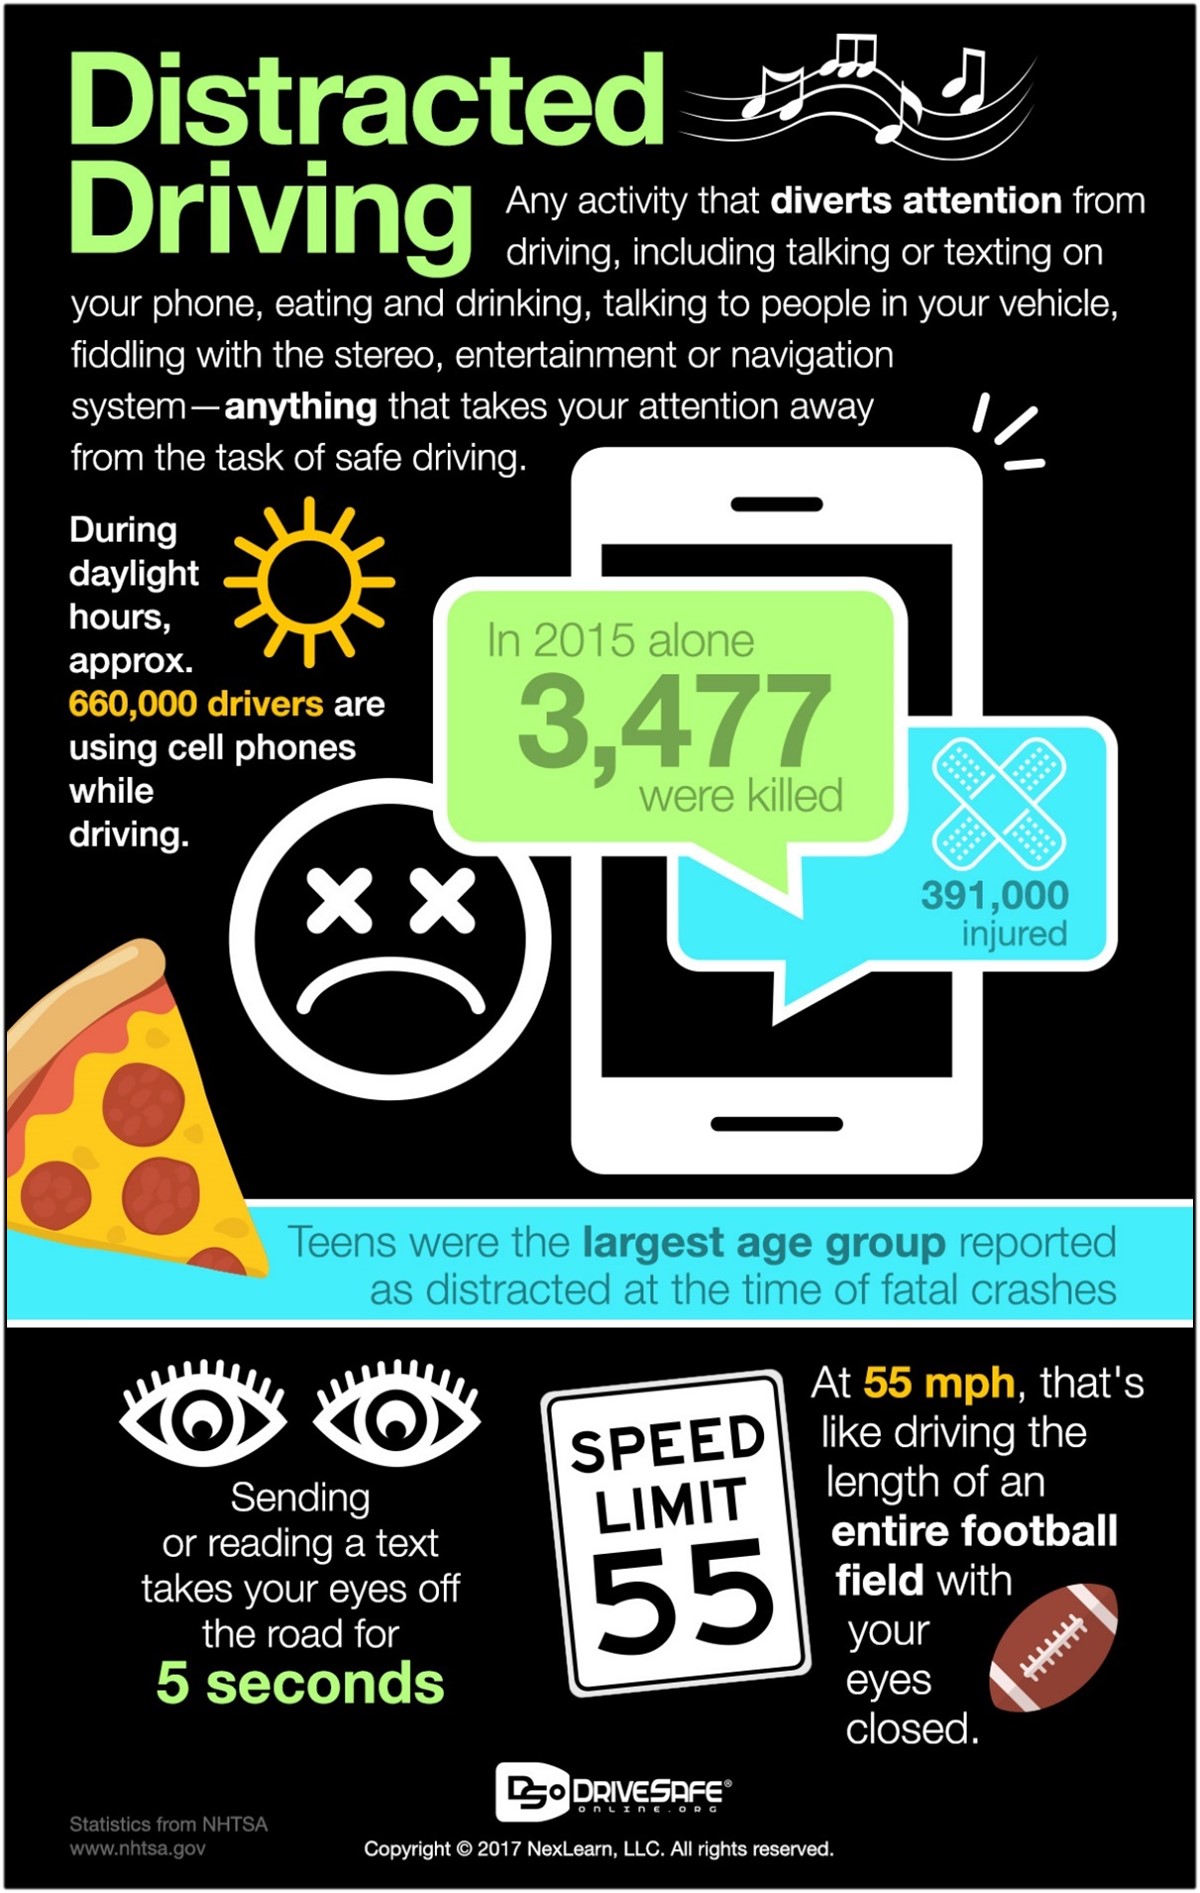 Distracted
Driving
Any activity that diverts attention from
driving, including talking or texting on
your phone, eating and drinking, talking to people in your vehicle,
fiddling with the stereo, entertainment or navigation
system—anything that takes your attention away
from the task of safe driving.
During
daylight
hours,
approx.
660,000 drivers are
using cell phones
while
driving.
In 2015 alone
3,477
were killed
391,000
injured
Teens were the largest age group reported
as distracted at the time of fatal crashes
Sending
or reading a text
takes your eyes off
the road for
5 seconds
SPEED
LIMIT
55
At 55 mph, that's
like driving the
length of an
entire football
field with
your
eyes
closed.
DSO DRIVESAFE®
ONLINE.ORG
Statistics from NHTSA
www.nhtsa.gov
Copyright © 2017 NexLearn, LLC. All rights reserved.